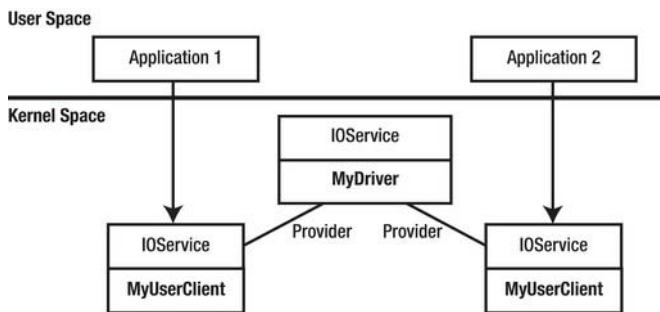 User Space
Application 1
Application 2
Kernel Space
IOService
MyDriver
Provider
Provider
IOService
MyUserClient
IOService
MyUserClient